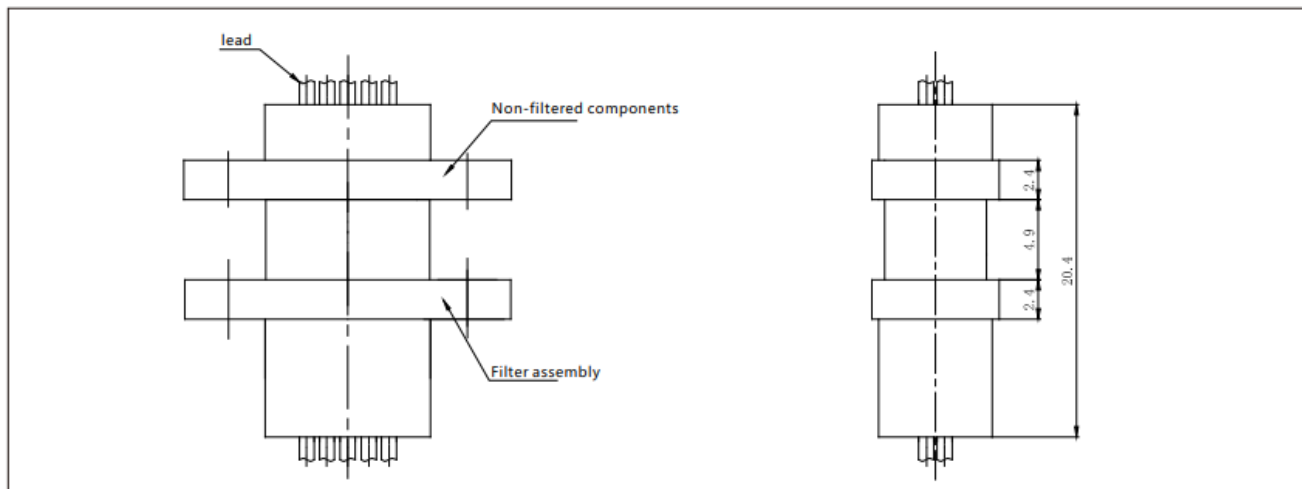 lead
Non-filtered components
2.4
4.9
20.4
2.4
Filter assembly